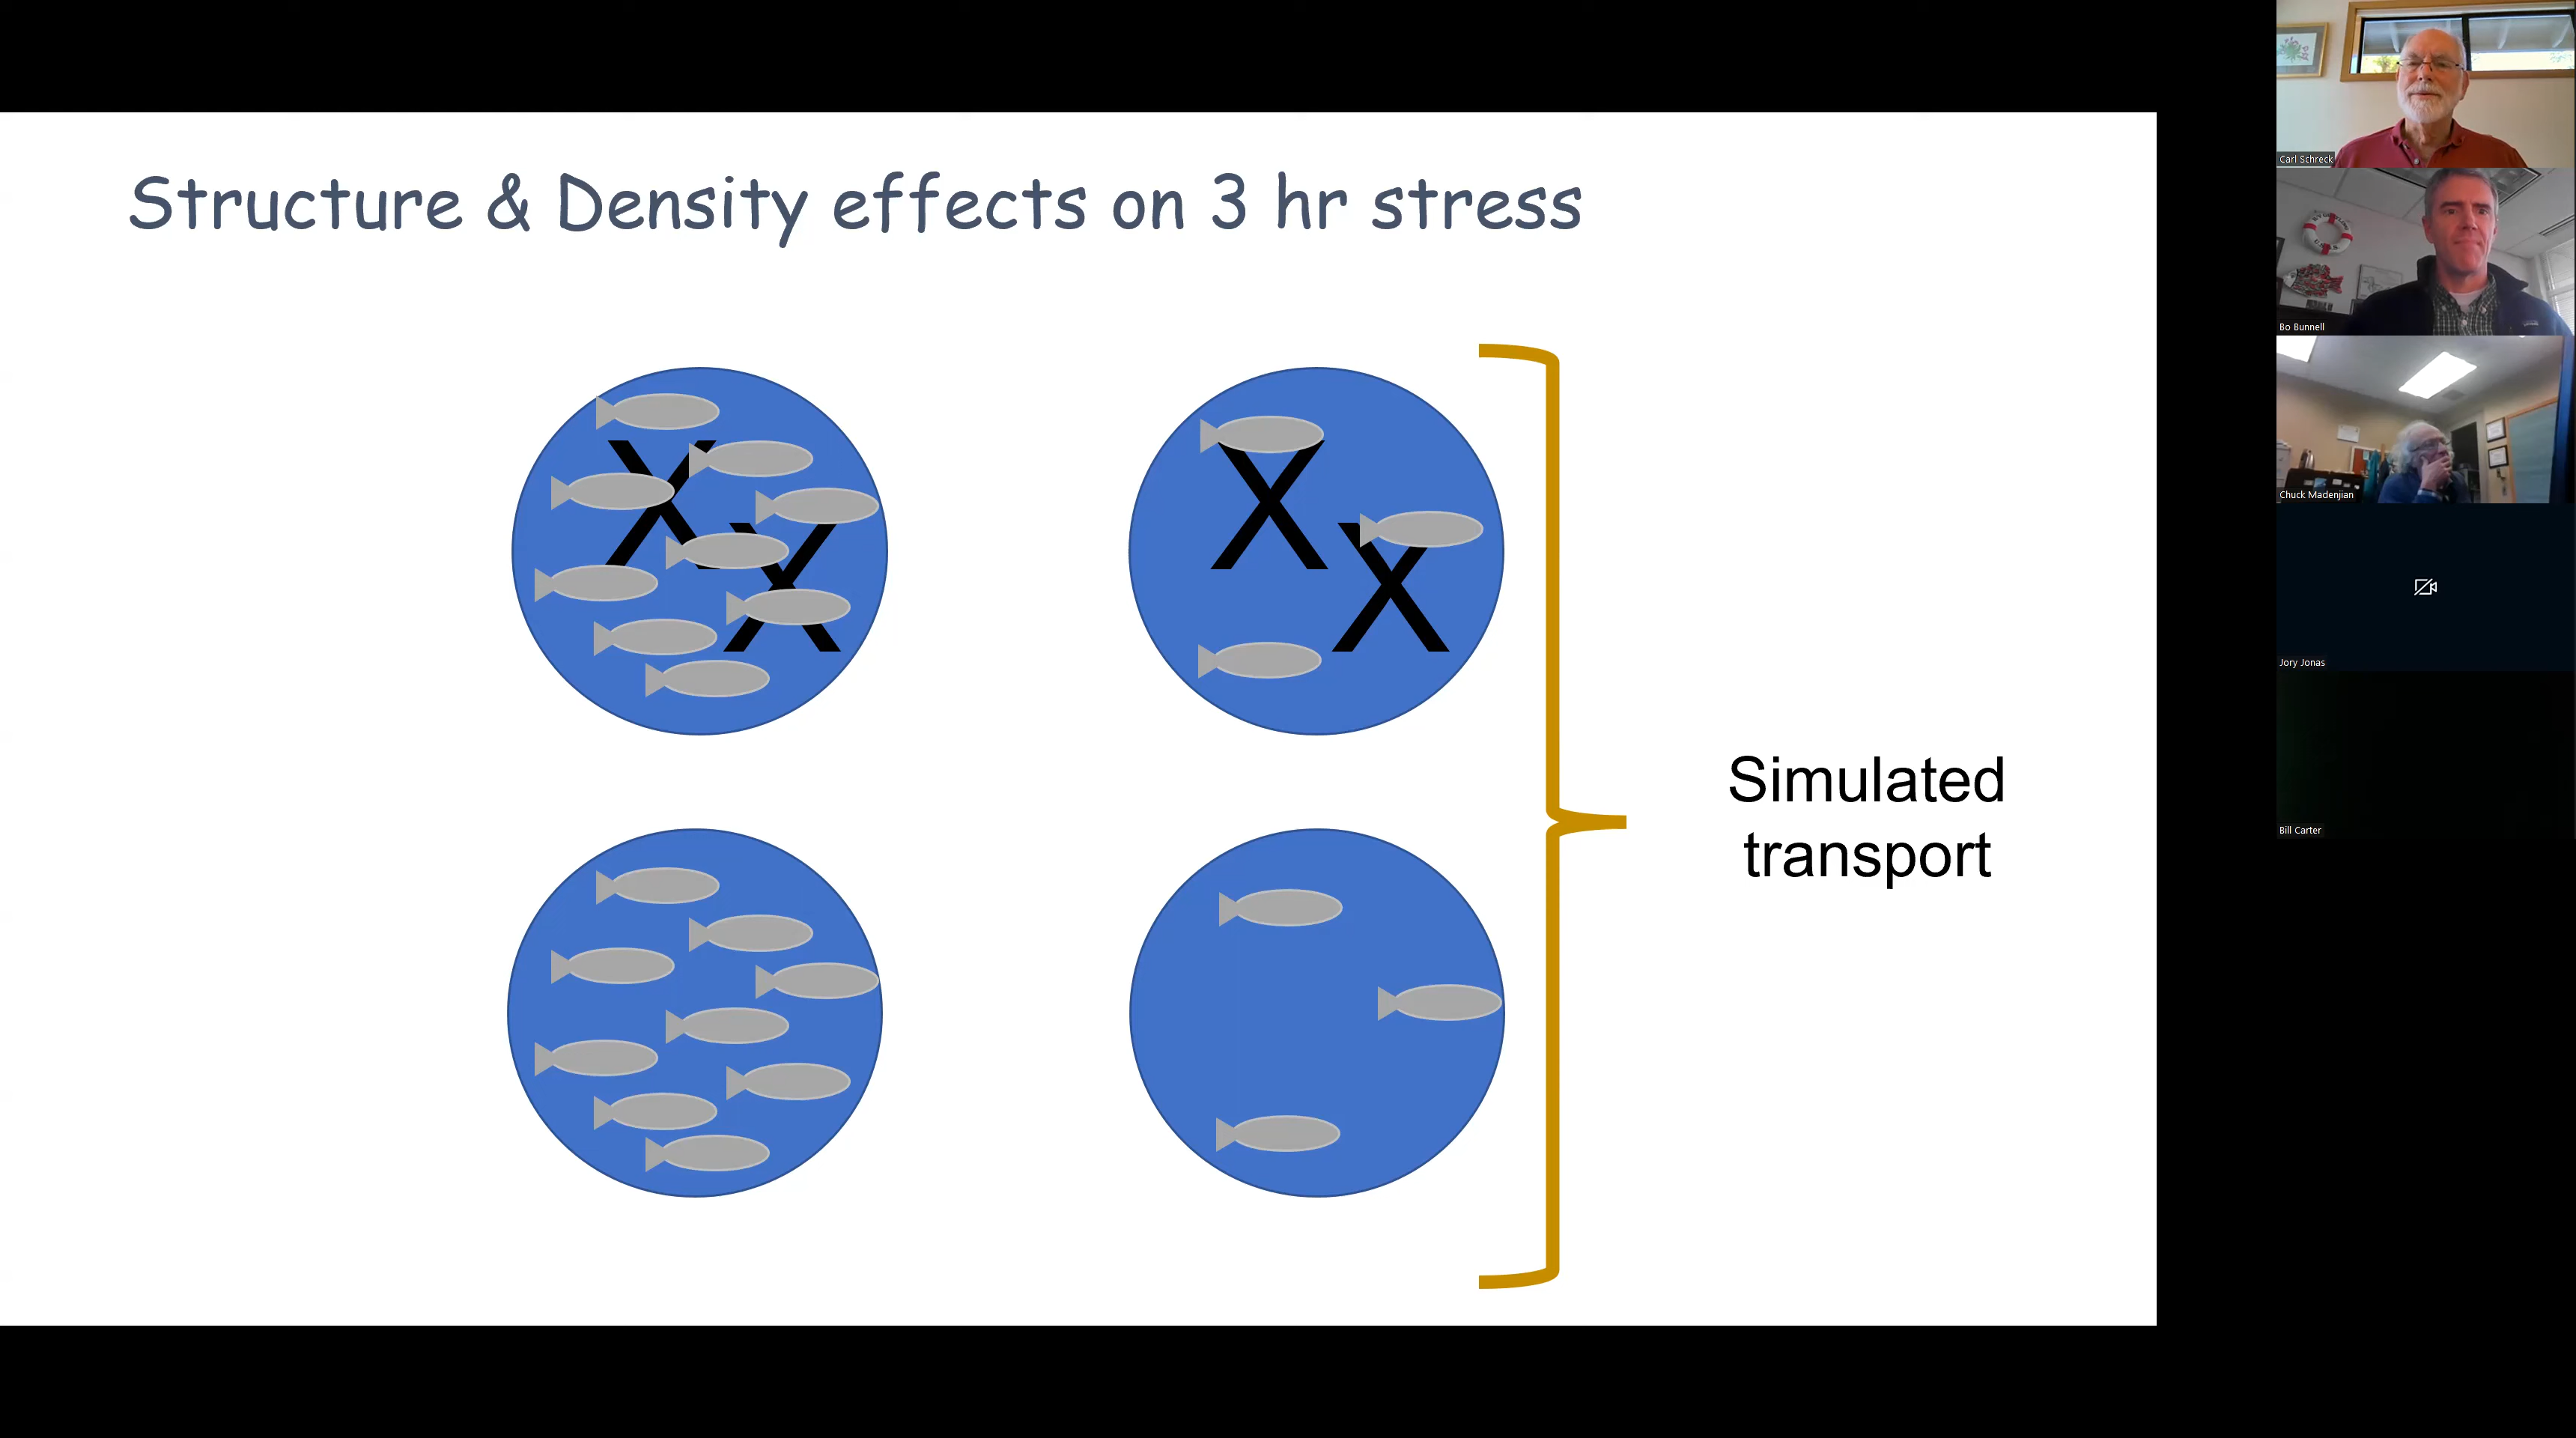 Structure & Density effects on 3 hr stress
X
X
X
X
Simulated
transport
Carl Schreck
Bo Bunnell
Chuck Madenjian
Jory Jonas
Bill Carter